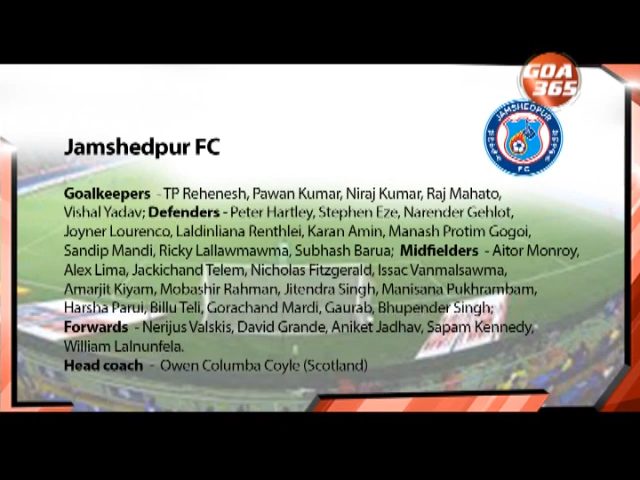 GOA
365
JAMSHEDPUR
FC
Jamshedpur FC
Goalkeepers - TP Rehenesh, Pawan Kumar, Niraj Kumar, Raj Mahato,
Vishal Yadav; Defenders - Peter Hartley, Stephen Eze, Narender Gehlot,
Joyner Lourenco, Laldinliana Renthlei, Karan Amin, Manash Protim Gogoi,
Sandip Mandi, Ricky Lallawmawma, Subhash Barua; Midfielders - Aitor Monroy,
Alex Lima, Jackichand Telem, Nicholas Fitzgerald, Issac Vanmalsawma,
Amarjit Kiyam, Mobashir Rahman, Jitendra Singh, Manisana Pukhrambam,
Harsha Parui, Billu Teli, Gorachand Mardi, Gaurab, Bhupender Singh;
Forwards - Nerijus Valskis, David Grande, Aniket Jadhav, Sapam Kennedy,
William Lalnunfela.
Head coach - Owen Columba Coyle (Scotland)